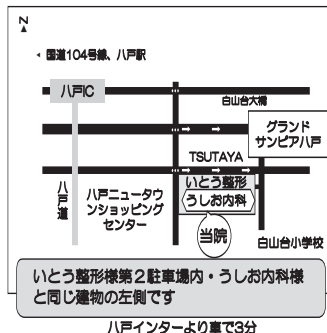 Z
国道104号線、八戸駅
八戸IC
白山台大橋
グランド
サンピア八戸
TSUTAYA
八戸道
八戸ニュータウ
ンショッピング
センター
いとう整形
うしお内科
当院
白山台小学校
いとう整形様第2駐車場内・うしお内科様
と同じ建物の左側です
八戸インターより車で3分